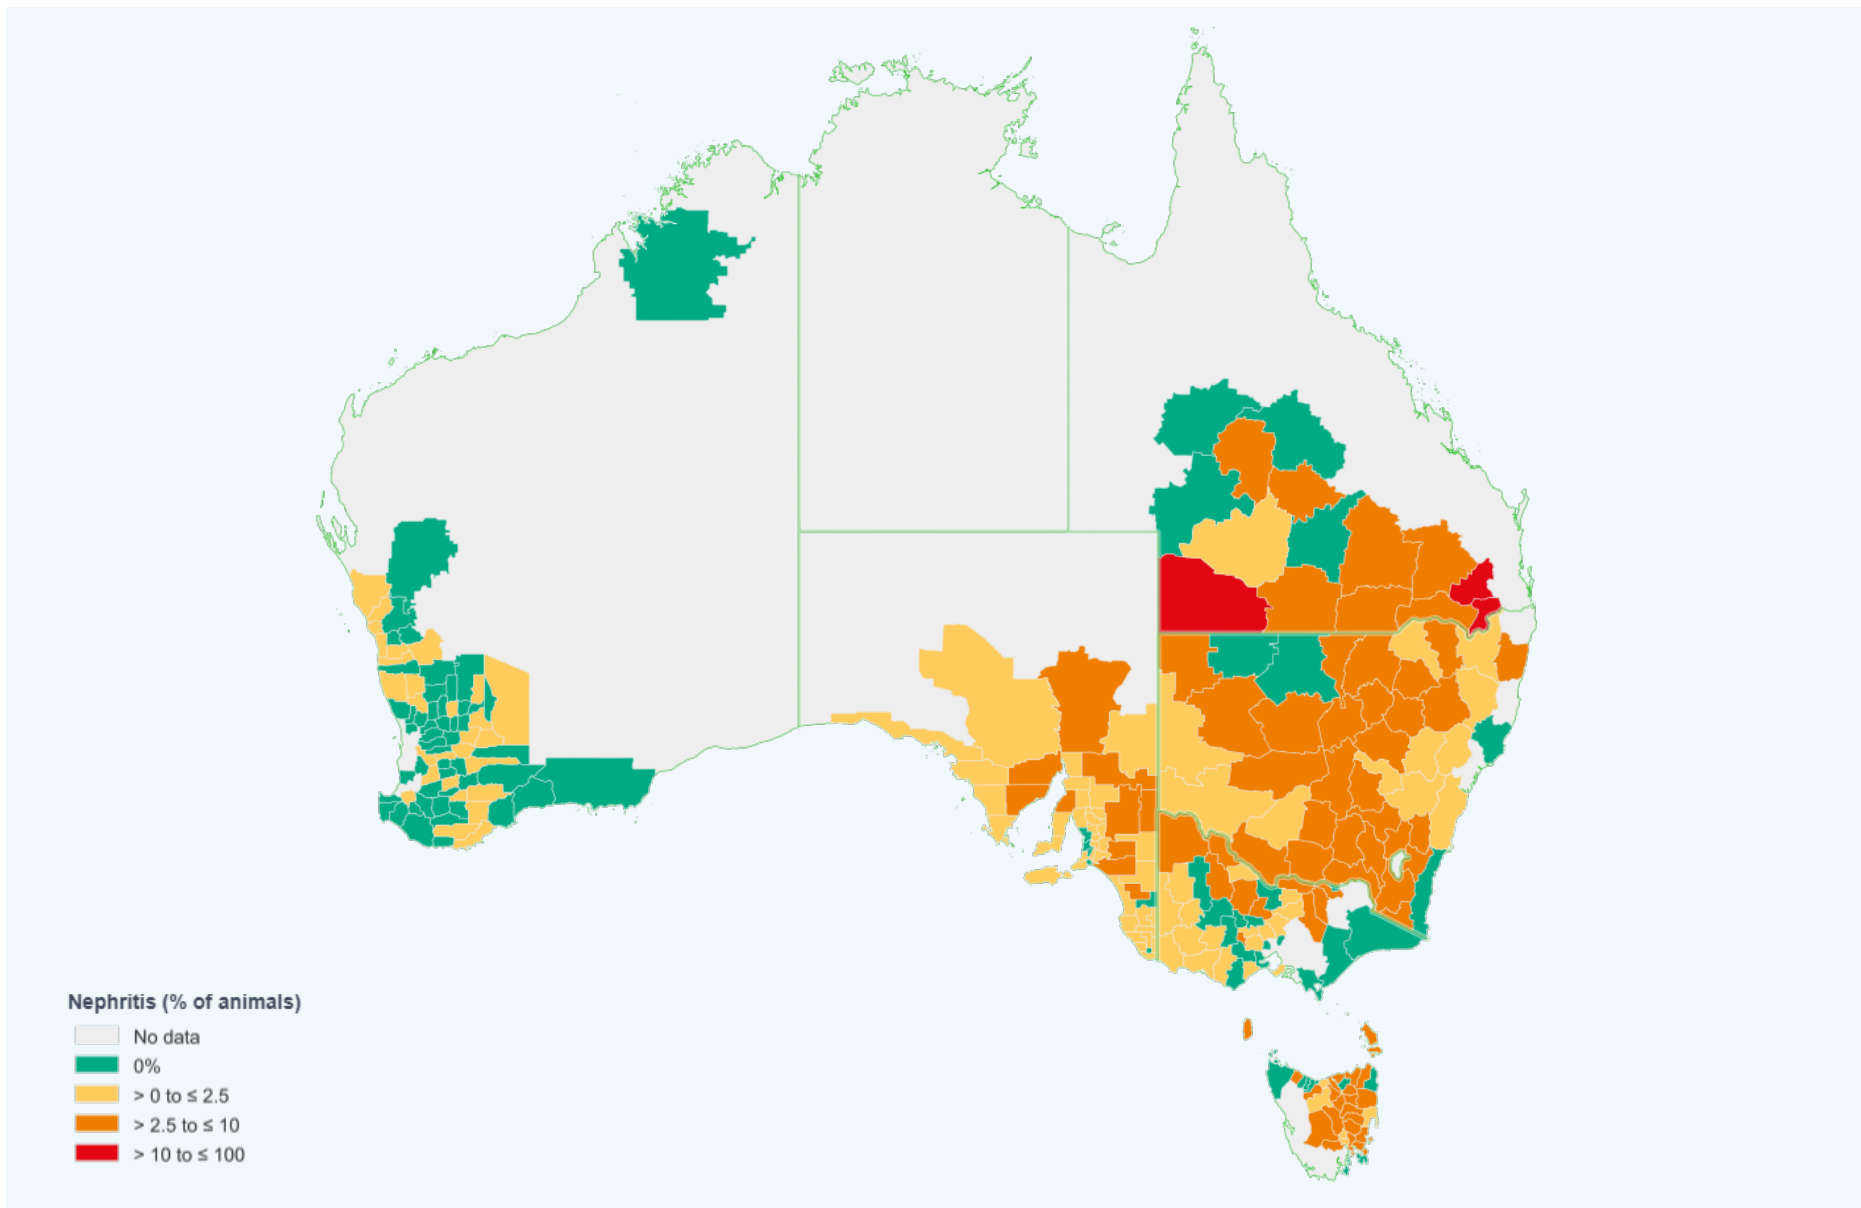 Nephritis (% of animals)
No data
0%
> 0 to ≤ 2.5
> 2.5 to ≤ 10
> 10 to ≤ 100